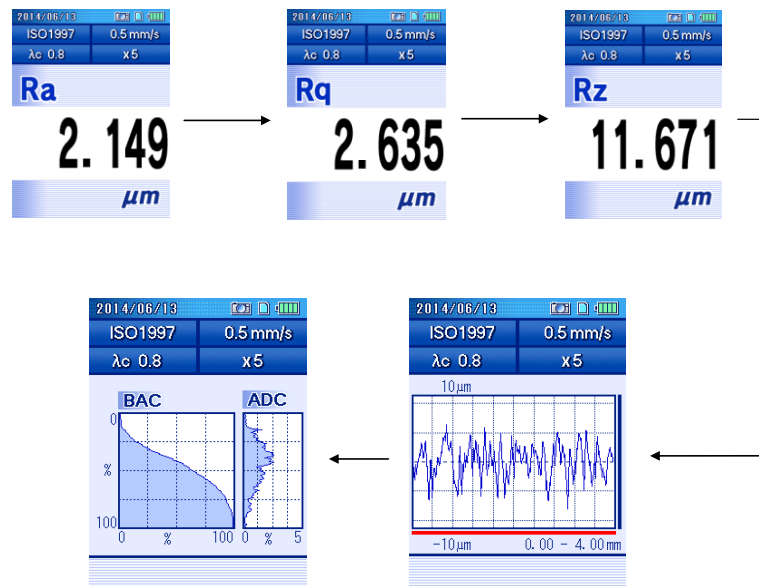 2014/06/13
ISO1997 0.5 mm/s
λc 0.8 x5
Ra
2.149
μm
2014/06/13
ISO1997 0.5 mm/s
λc 0.8 x5
Rq
2.635
μm
2014/06/13
ISO1997 0.5 mm/s
λc 0.8 x5
Rz
11.671
μm
2014/06/13
ISO1997 0.5 mm/s
λc 0.8 x5
BAC ADC
0
%
100
0 % 100 0 % 5
2014/06/13
ISO1997 0.5 mm/s
λc 0.8 x5
10μm
-10μm 0.00 - 4.00mm